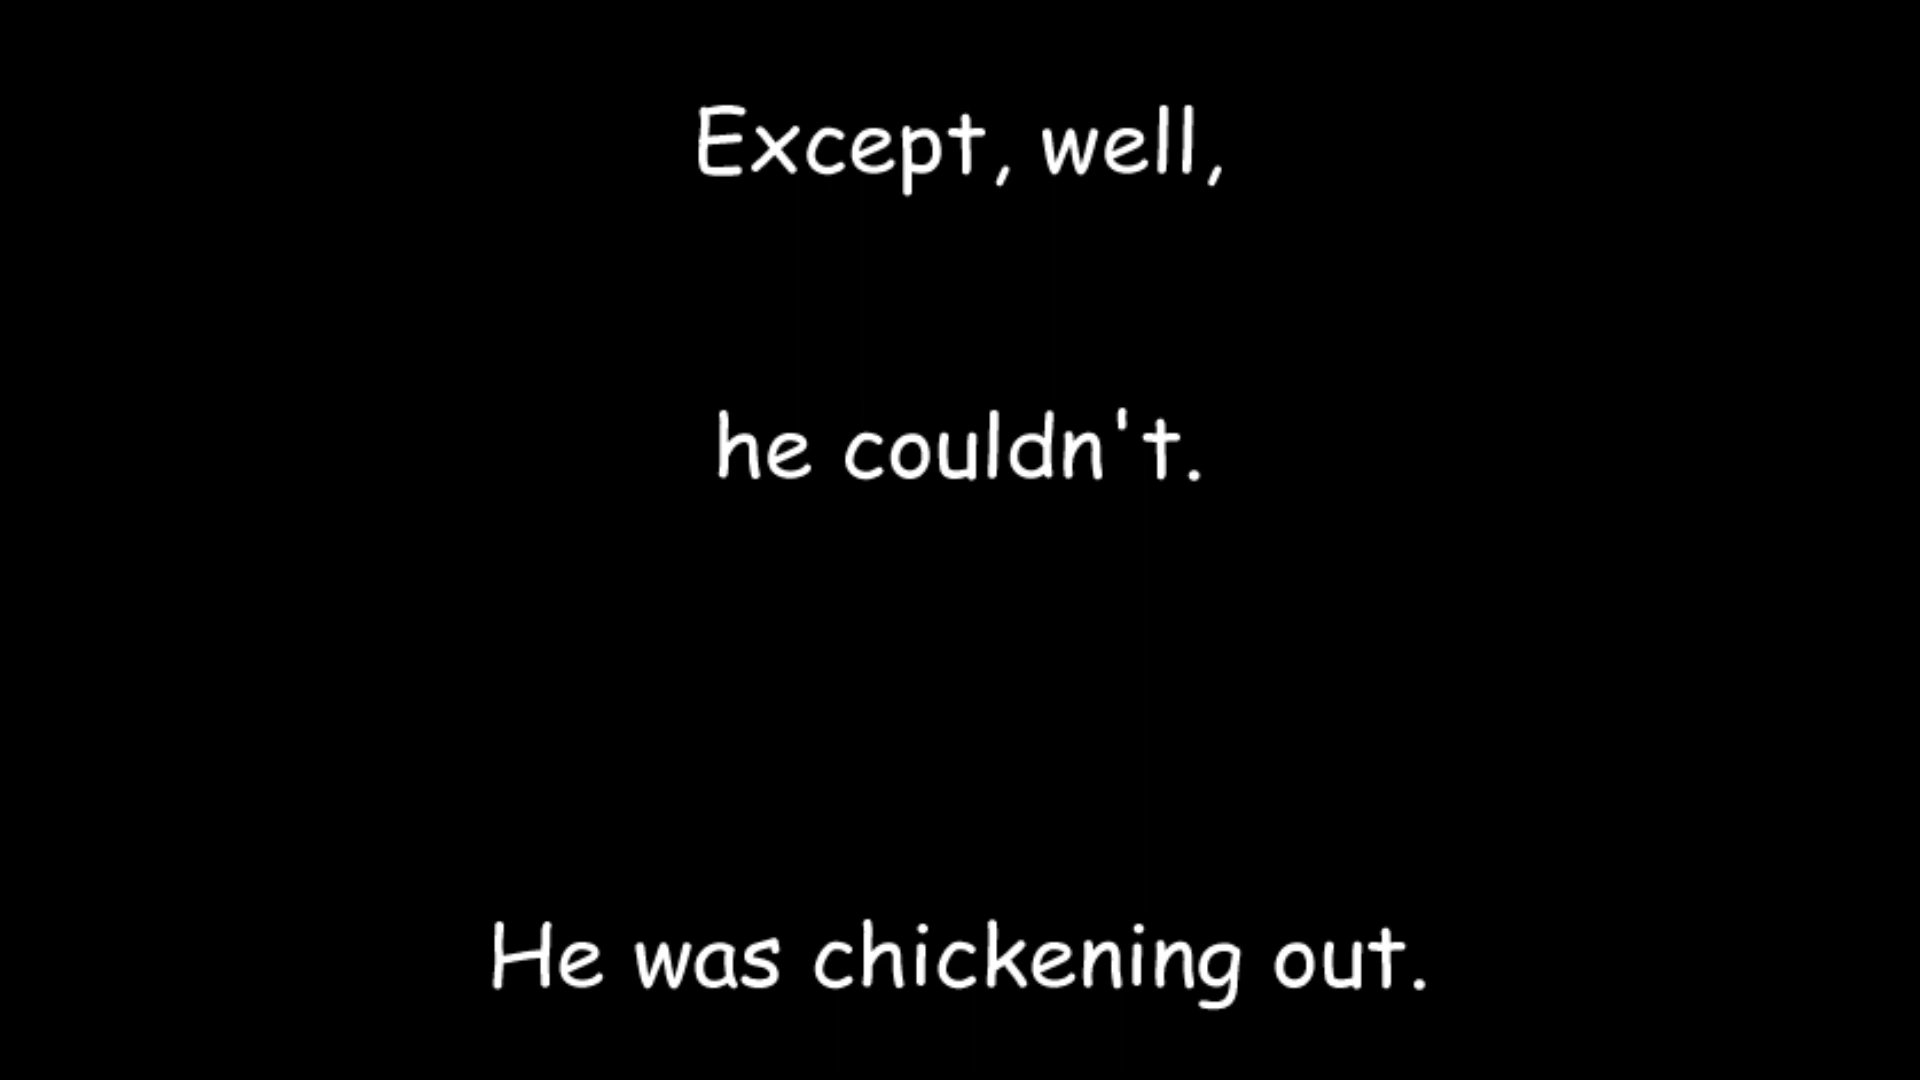 Except, well,
he couldn't.
He was chickening out.